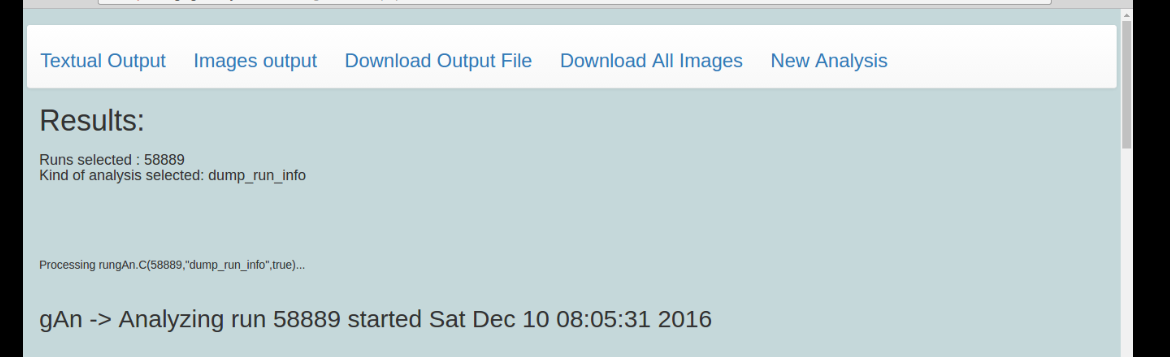 Textual Output Images output Download Output File Download All Images New Analysis
Results:
Runs selected : 58889
Kind of analysis selected: dump_run_info
Processing rungAn.C(58889,"dump_run_info",true)...
gAn -> Analyzing run 58889 started Sat Dec 10 08:05:31 2016